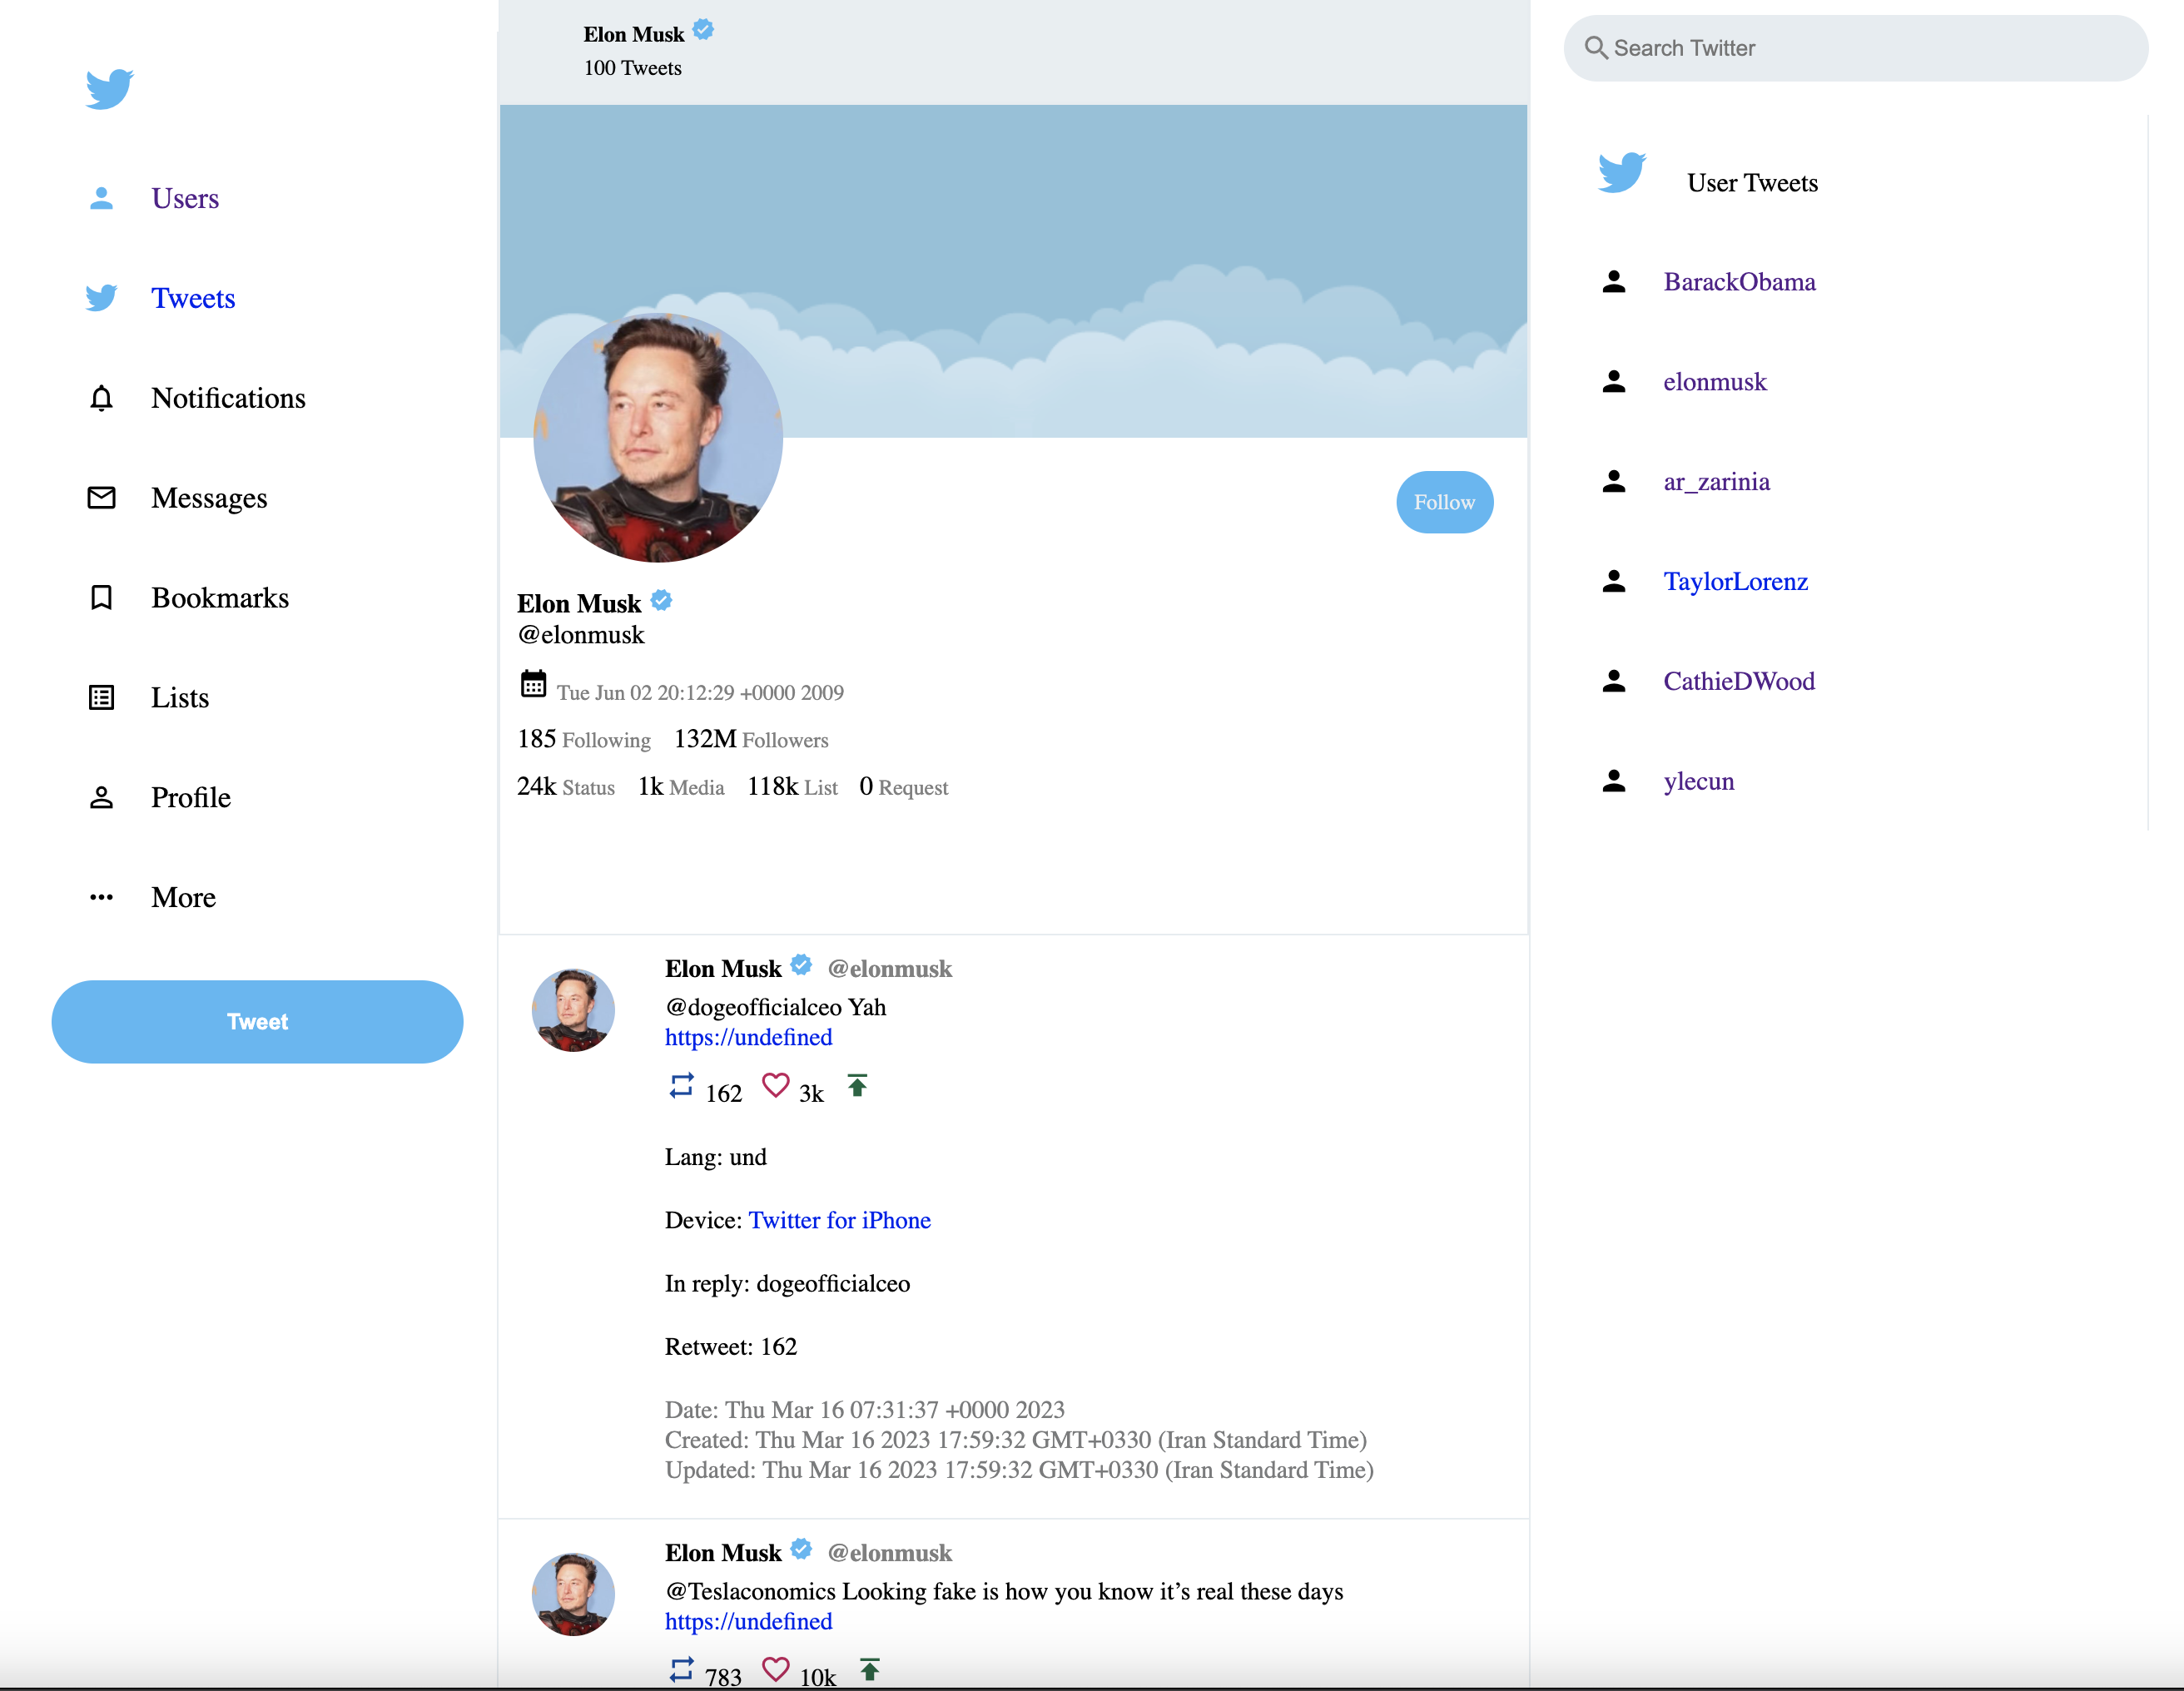 Users
Tweets
Notifications
Messages
Bookmarks
Lists
Profile
More
Tweet
Elon Musk
100 Tweets
Follow
Elon Musk
@elonmusk
Tue Jun 02 20:12:29 +0000 2009
185 Following 132M Followers
24k Status 1k Media 118k List 0 Request
Elon Musk @elonmusk
@dogeofficialceo Yah
https://undefined
162 3k
Lang: und
Device: Twitter for iPhone
In reply: dogeofficialceo
Retweet: 162
Date: Thu Mar 16 07:31:37 +0000 2023
Created: Thu Mar 16 2023 17:59:32 GMT+0330 (Iran Standard Time)
Updated: Thu Mar 16 2023 17:59:32 GMT+0330 (Iran Standard Time)
Elon Musk @elonmusk
@Teslaconomics Looking fake is how you know it’s real these days
https://undefined
783 10k
Search Twitter
User Tweets
BarackObama
elonmusk
ar_zarinia
TaylorLorenz
CathieDWood
ylecun